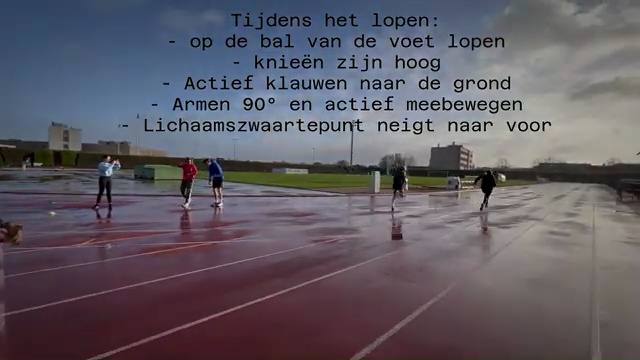 Tijdens het lopen:
- op de bal van de voet lopen
- knieën zijn hoog
- Actief klauwen naar de grond
- Armen 90° en actief meebewegen
- Lichaamszwaartepunt neigt naar voor